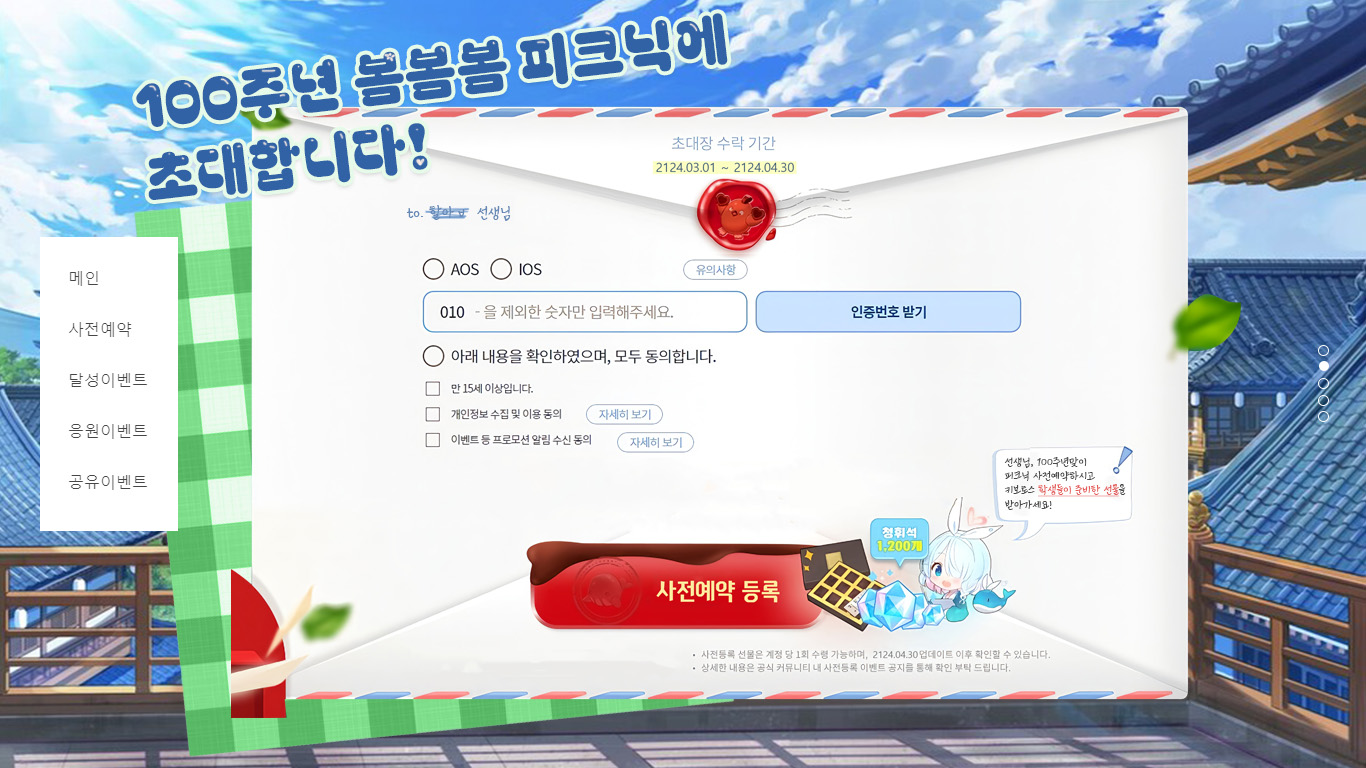 100주년 봄봄봄 피크닉에
초대합니다!
초대장 수락 기간
2124.03.01 ~ 2124.04.30
to. 선생님
메인
사전예약
달성이벤트
응원이벤트
공유이벤트
AOS IOS 유의사항
010 - 을 제외한 숫자만 입력해주세요. 인증번호 받기
아래 내용을 확인하였으며, 모두 동의합니다.
만 15세 이상입니다.
개인정보 수집 및 이용 동의 자세히 보기
이벤트 등 프로모션 알림 수신 동의 자세히 보기
선생님, 100주년맞이
피크닉 사전예약하시고
키보토스 학생들이 준비한 선물을
받아가세요!
청휘석
1,200개
사전예약 등록
• 사전등록 선물은 계정 당 1회 수령 가능하며, 2124.04.30 업데이트 이후 확인할 수 있습니다.
• 상세한 내용은 공식 커뮤니티 내 사전등록 이벤트 공지를 통해 확인 부탁 드립니다.